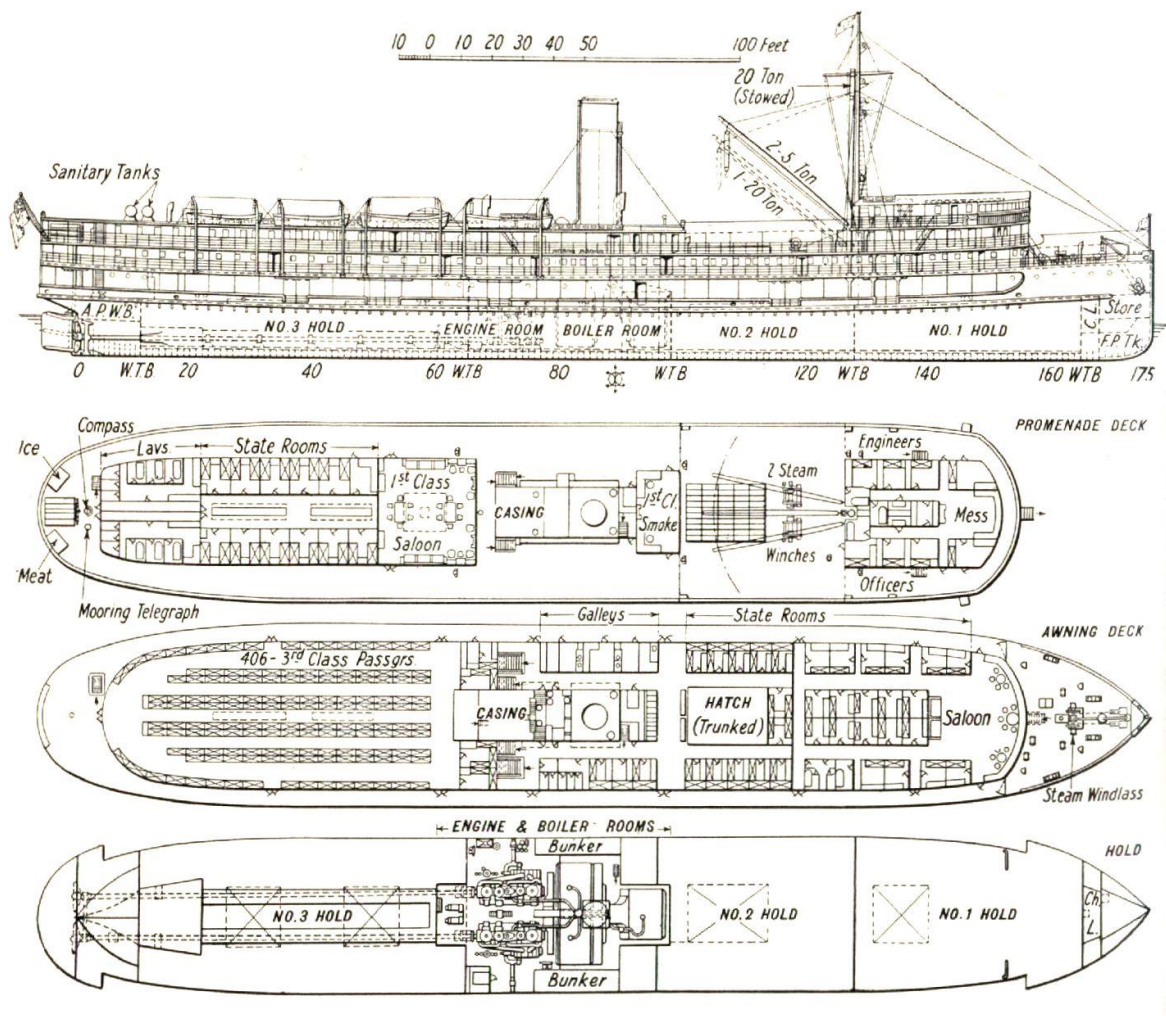 10 0 10 20 30 40 50 100 Feet
20 Ton
(Stowed)
2-5 Ton
1-20 Ton
Sanitary Tanks
A.P.W.B.
NO.3 HOLD
ENGINE ROOM
BOILER ROOM
NO.2 HOLD
NO.1 HOLD
C.L.
Store
F.P.Tk.
0 W.T.B 20 40 60 W.T.B 80 W.T.B 120 W.T.B 140 160 WTB 175
PROMENADE DECK
Compass
Ice
Lavs.
State Rooms
1st Class
Saloon
CASING
1st Cl.
Smoke
2 Steam
Winches
Engineers
Mess
Officers
Meat
Mooring Telegraph
Galleys
State Rooms
AWNING DECK
406-3rd Class Passgrs.
CASING
HATCH
(Trunked)
Saloon
Steam Windlass
ENGINE & BOILER ROOMS
HOLD
Bunker
NO.3 HOLD
NO.2 HOLD
NO.1 HOLD
Ch.
L.
Bunker